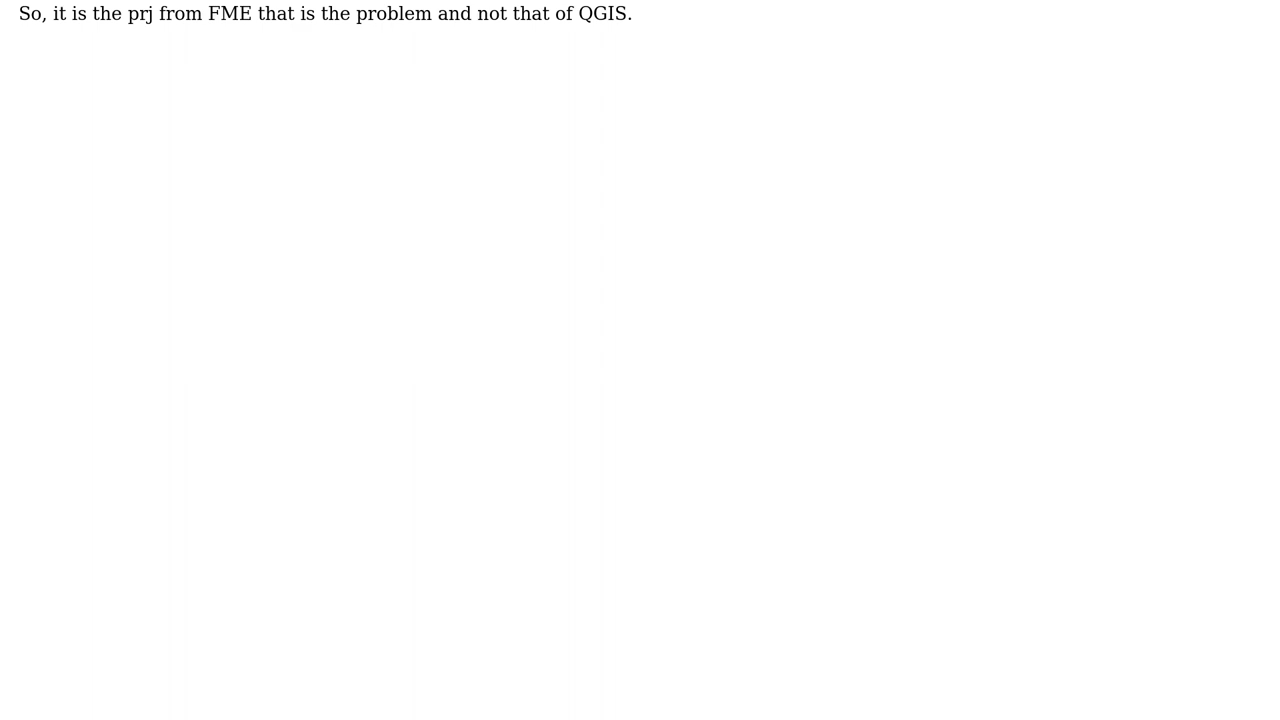 So, it is the prj from FME that is the problem and not that of QGIS.